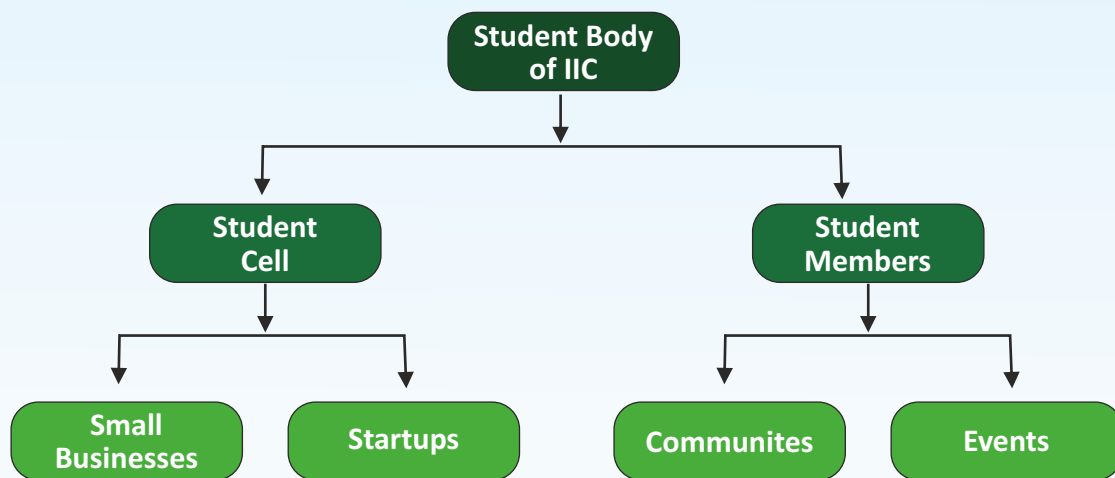 Student Body
of IIC
Student
Cell
Student
Members
Small
Businesses
Startups
Communites
Events